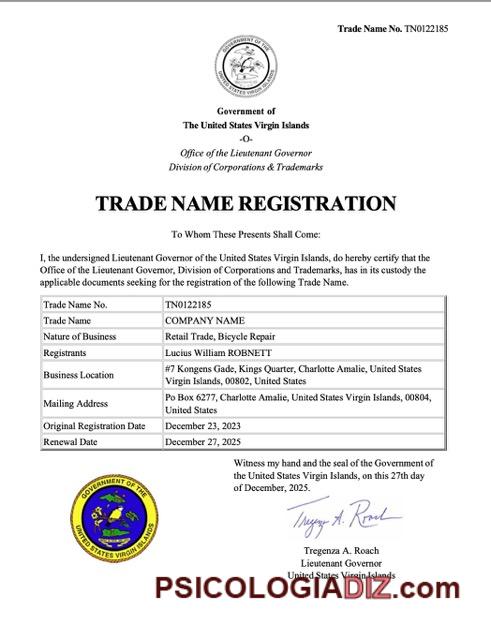 Trade Name No. TN0122185
GOVERNMENT OF THE
UNITED STATES VIRGIN ISLANDS
Government of
The United States Virgin Islands
-O-
Office of the Lieutenant Governor
Division of Corporations & Trademarks
TRADE NAME REGISTRATION
To Whom These Presents Shall Come:
I, the undersigned Lieutenant Governor of the United States Virgin Islands, do hereby certify that the
Office of the Lieutenant Governor, Division of Corporations and Trademarks, has in its custody the
applicable documents seeking for the registration of the following Trade Name.
Trade Name No. TN0122185
Trade Name COMPANY NAME
Nature of Business Retail Trade, Bicycle Repair
Registrants Lucius William ROBNETT
Business Location #7 Kongens Gade, Kings Quarter, Charlotte Amalie, United States
Virgin Islands, 00802, United States
Mailing Address Po Box 6277, Charlotte Amalie, United States Virgin Islands, 00804,
United States
Original Registration Date December 23, 2023
Renewal Date December 27, 2025
Witness my hand and the seal of the Government of
the United States Virgin Islands, on this 27th day
of December, 2025.
GOVERNMENT OF THE
UNITED STATES VIRGIN ISLANDS
Tregenza A. Roach
Tregenza A. Roach
Lieutenant Governor
United States Virgin Islands
PSICOLOGIADIZ.com